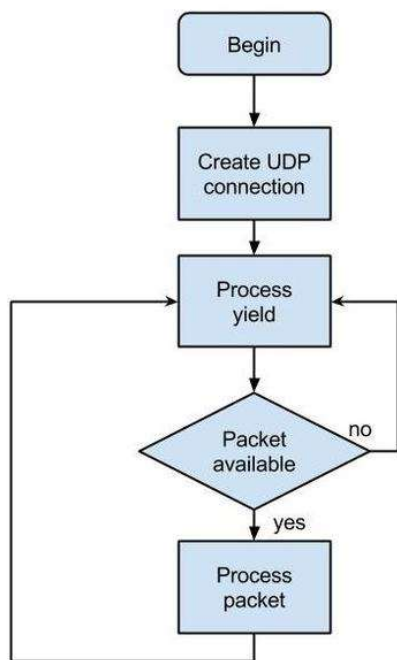 Begin
Create UDP
connection
Process
yield
Packet
available
no
yes
Process
packet